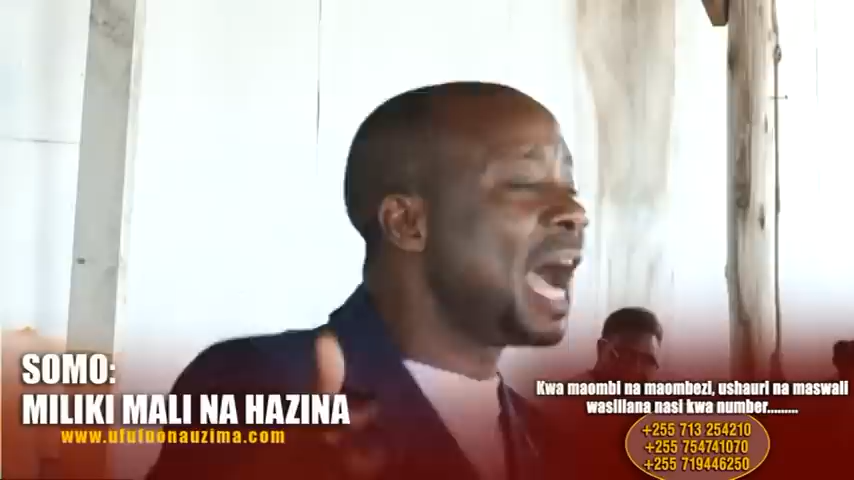 SOMO:
MILIKI MALI NA HAZINA
www.ufufuonauzima.com
Kwa maombi na maombezi, ushauri na maswali
wasiliana nasi kwa number.........
+255 713 254210
+255 754741070
+255 719446250